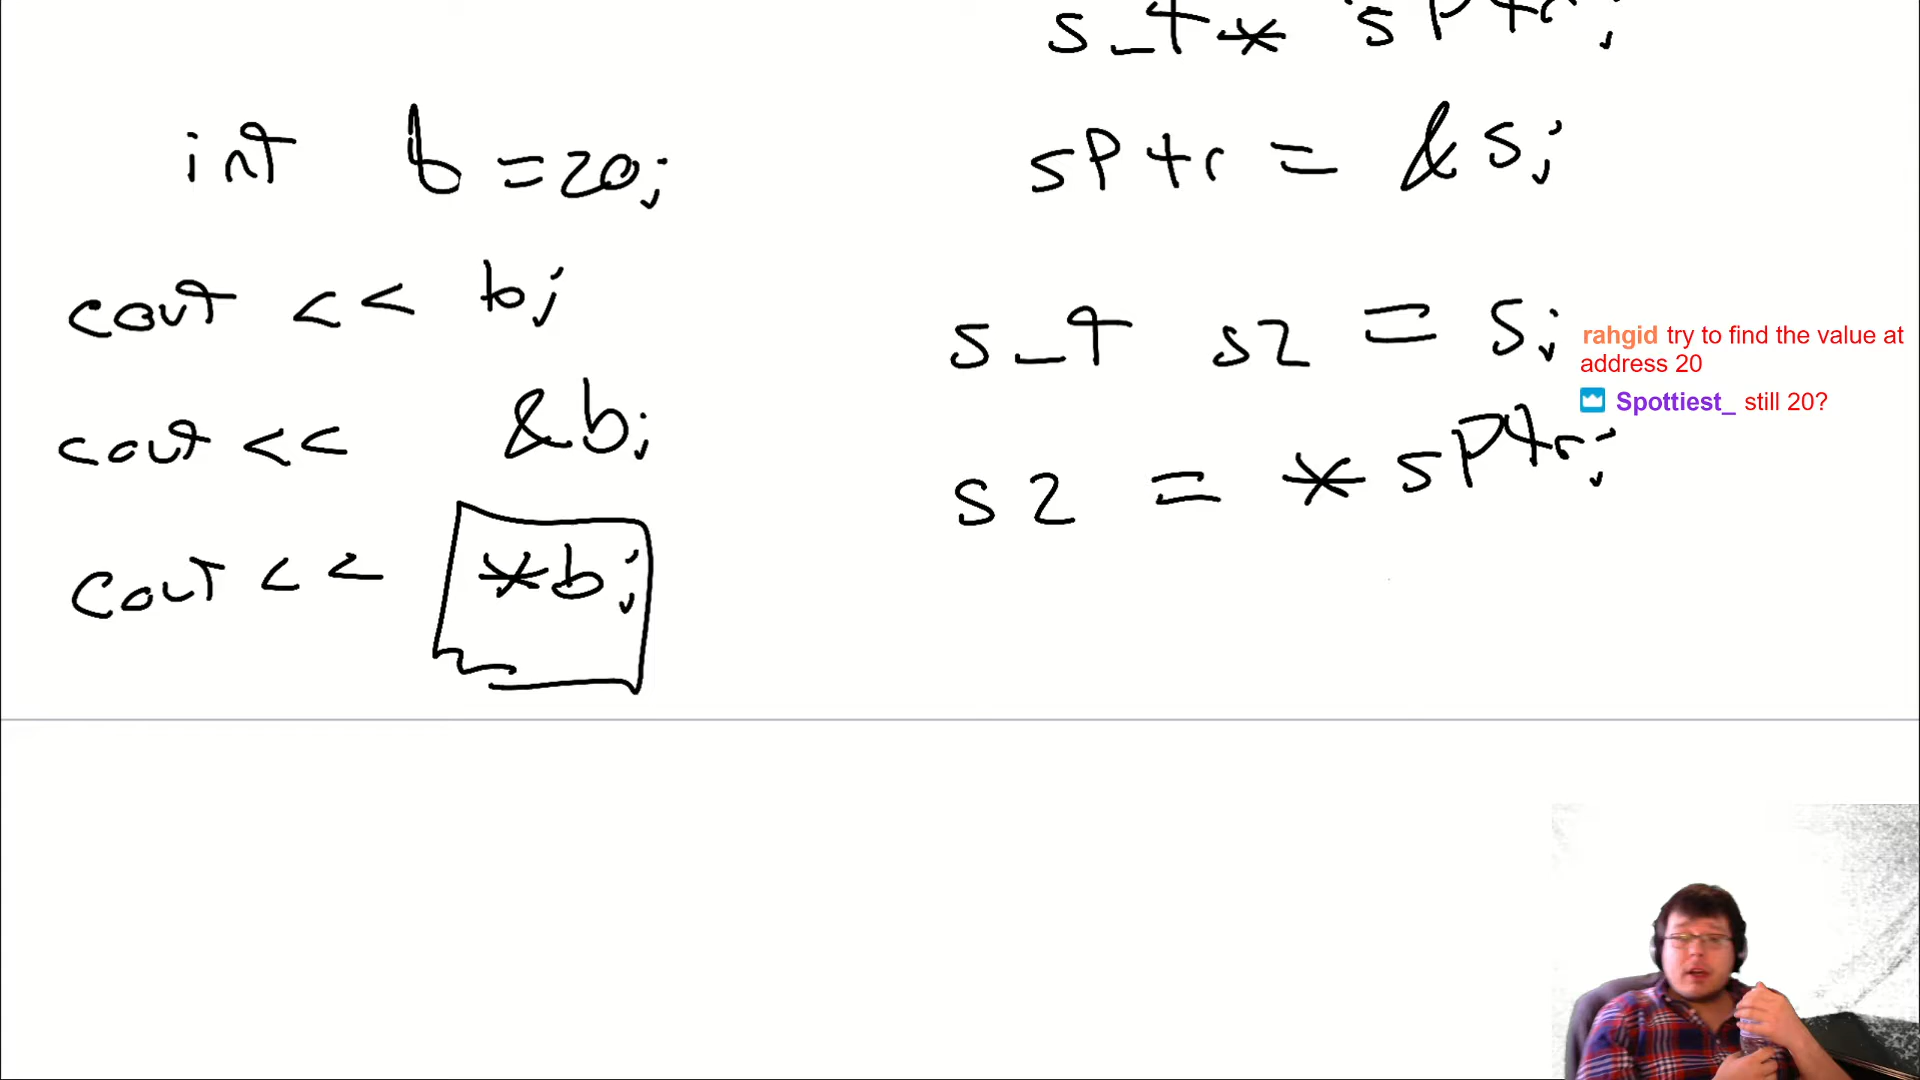 int b = 20;
cout << b;
cout << &b;
cout << *b;
s_t* sPtr;
sPtr = &s;
s_t s2 = s;
s2 = *sPtr;
rahgid try to find the value at
address 20
Spottiest_ still 20?